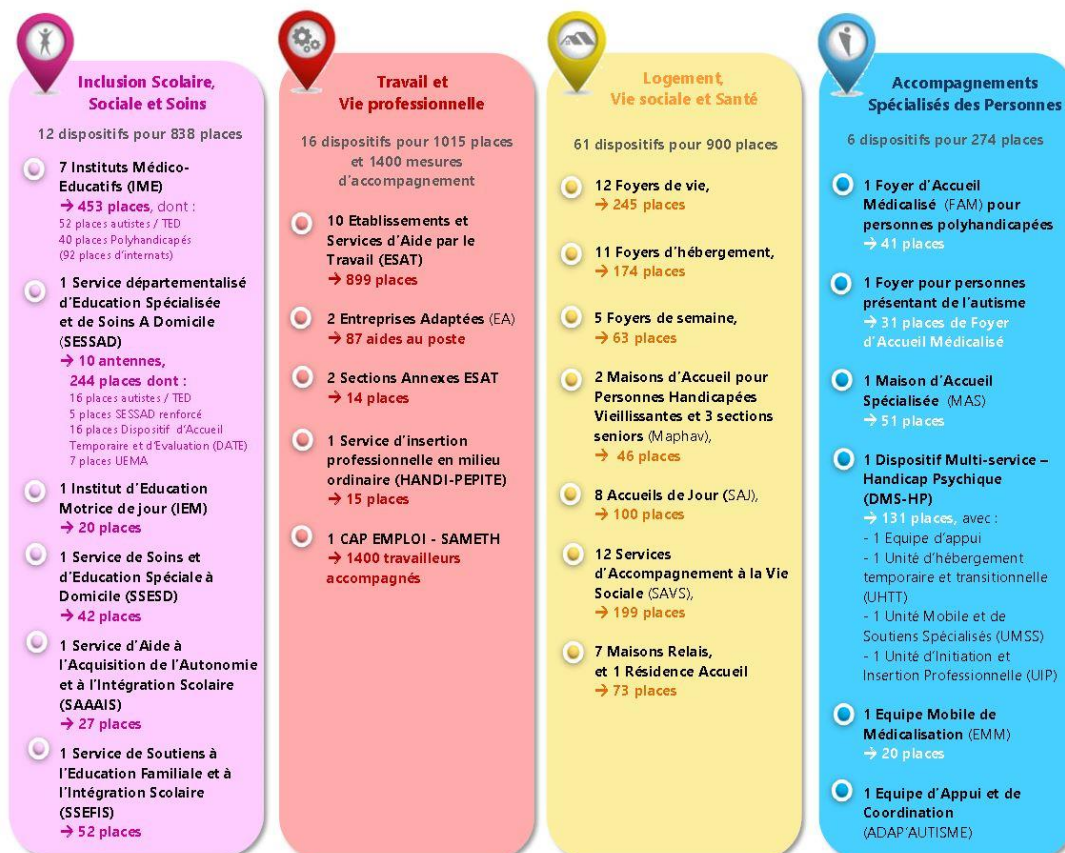 Inclusion Scolaire,
Sociale et Soins
12 dispositifs pour 838 places
7 Instituts Médico-
Educatifs (IME)
→ 453 places, dont :
52 places autistes / TED
40 places Polyhandicapés
(92 places d'internats)
1 Service départementalisé
d'Education Spécialisée
et de Soins A Domicile
(SESSAD)
→ 10 antennes,
244 places dont :
16 places autistes / TED
5 places SESSAD renforcé
16 places Dispositif d'Accueil
Temporaire et d'Evaluation (DATE)
7 places UEMA
1 Institut d'Education
Motrice de jour (IEM)
→ 20 places
1 Service de Soins et
d'Education Spéciale à
Domicile (SSESD)
→ 42 places
1 Service d'Aide à
l'Acquisition de l'Autonomie
et à l'Intégration Scolaire
(SAAAIS)
→ 27 places
1 Service de Soutiens à
l'Education Familiale et à
l'Intégration Scolaire
(SSEFIS)
→ 52 places
Travail et
Vie professionnelle
16 dispositifs pour 1015 places
et 1400 mesures
d'accompagnement
10 Etablissements et
Services d'Aide par le
Travail (ESAT)
→ 899 places
2 Entreprises Adaptées (EA)
→ 87 aides au poste
2 Sections Annexes ESAT
→ 14 places
1 Service d'insertion
professionnelle en milieu
ordinaire (HANDI-PEPITE)
→ 15 places
1 CAP EMPLOI - SAMETH
→ 1400 travailleurs
accompagnés
Logement,
Vie sociale et Santé
61 dispositifs pour 900 places
12 Foyers de vie,
→ 245 places
11 Foyers d'hébergement,
→ 174 places
5 Foyers de semaine,
→ 63 places
2 Maisons d'Accueil pour
Personnes Handicapées
Vieillissantes et 3 sections
seniors (Maphav),
→ 46 places
8 Accueils de Jour (SAJ),
→ 100 places
12 Services
d'Accompagnement à la Vie
Sociale (SAVS),
→ 199 places
7 Maisons Relais,
et 1 Résidence Accueil
→ 73 places
Accompagnements
Spécialisés des Personnes
6 dispositifs pour 274 places
1 Foyer d'Accueil
Médicalisé (FAM) pour
personnes polyhandicapées
→ 41 places
1 Foyer pour personnes
présentant de l'autisme
→ 31 places de Foyer
d'Accueil Médicalisé
1 Maison d'Accueil
Spécialisée (MAS)
→ 51 places
1 Dispositif Multi-service –
Handicap Psychique
(DMS-HP)
→ 131 places, avec :
- 1 Equipe d'appui
- 1 Unité d'hébergement
temporaire et transitionnelle
(UHTT)
- 1 Unité Mobile et de
Soutiens Spécialisés (UMSS)
- 1 Unité d'Initiation et
Insertion Professionnelle (UIP)
1 Equipe Mobile de
Médicalisation (EMM)
→ 20 places
1 Equipe d'Appui et de
Coordination
(ADAP'AUTISME)